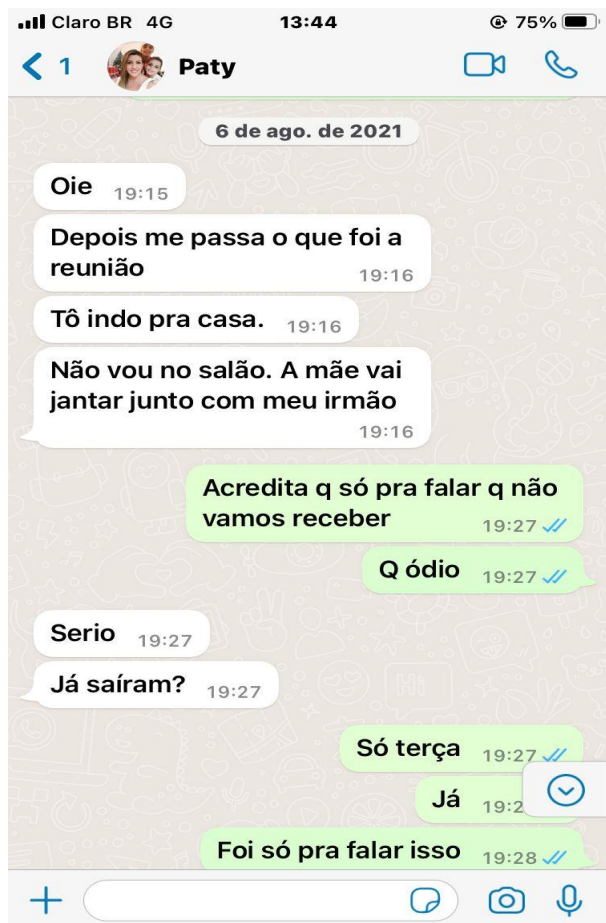 Claro BR 4G 13:44 75%
1 Paty
6 de ago. de 2021
Oie 19:15
Depois me passa o que foi a
reunião 19:16
Tô indo pra casa. 19:16
Não vou no salão. A mãe vai
jantar junto com meu irmão
19:16
Acredita q só pra falar q não
vamos receber 19:27
Q ódio 19:27
Serio 19:27
Já saíram? 19:27
Só terça 19:27
Já
Foi só pra falar isso 19:28